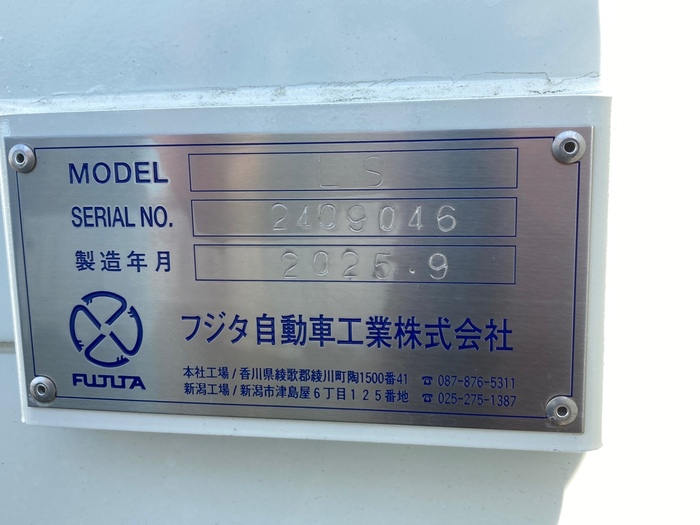 MODEL LS
SERIAL NO. 2409046
製造年月 2025.9
フジタ自動車工業株式会社
FUJITA
本社工場/香川県綾歌郡綾川町陶1500番41 ☎ 087-876-5311
新潟工場/新潟市津島屋6丁目125番地 ☎ 025-275-1387